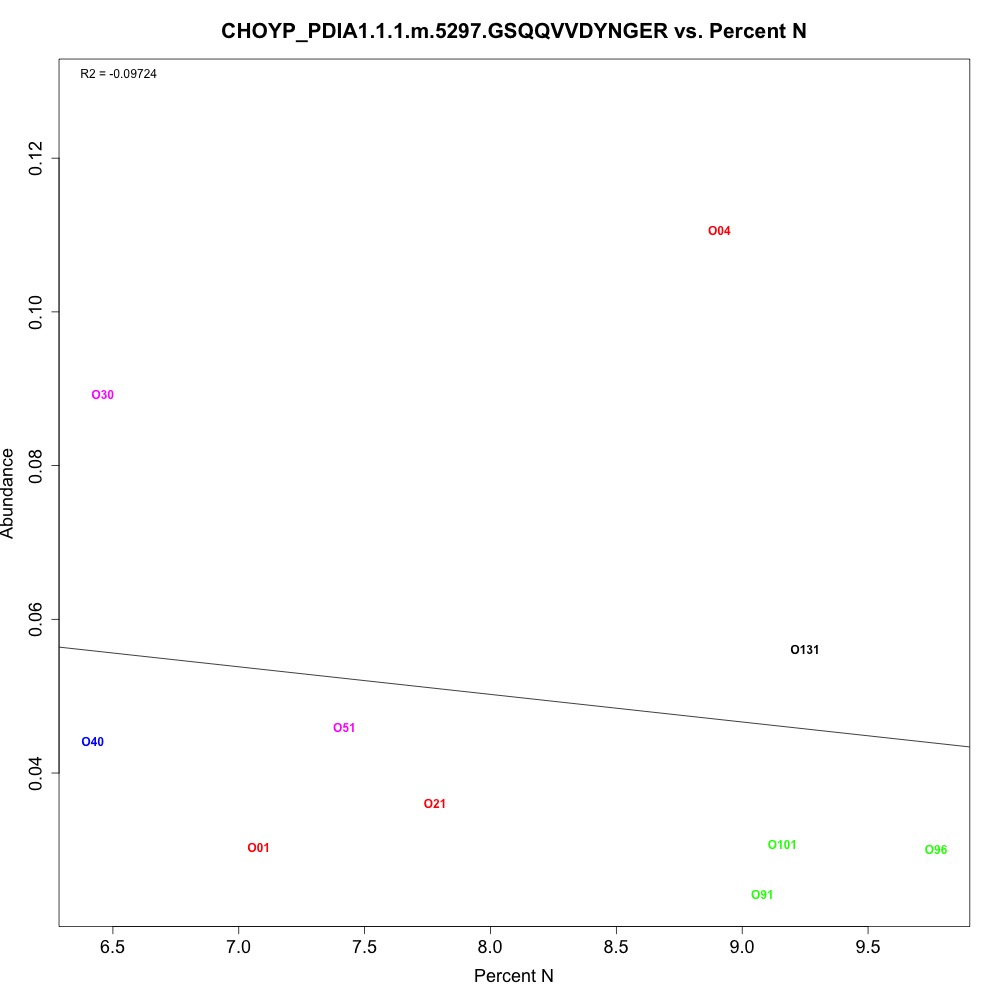 CHOYP_PDIA1.1.1.m.5297.GSQQVVDYNGER vs. Percent N
R2 = -0.09724
0.12
O04
0.10
O30
0.08
Abundance
0.06
O131
O51
O40
0.04
O21
O01
O101
O96
O91
6.5 7.0 7.5 8.0 8.5 9.0 9.5
Percent N